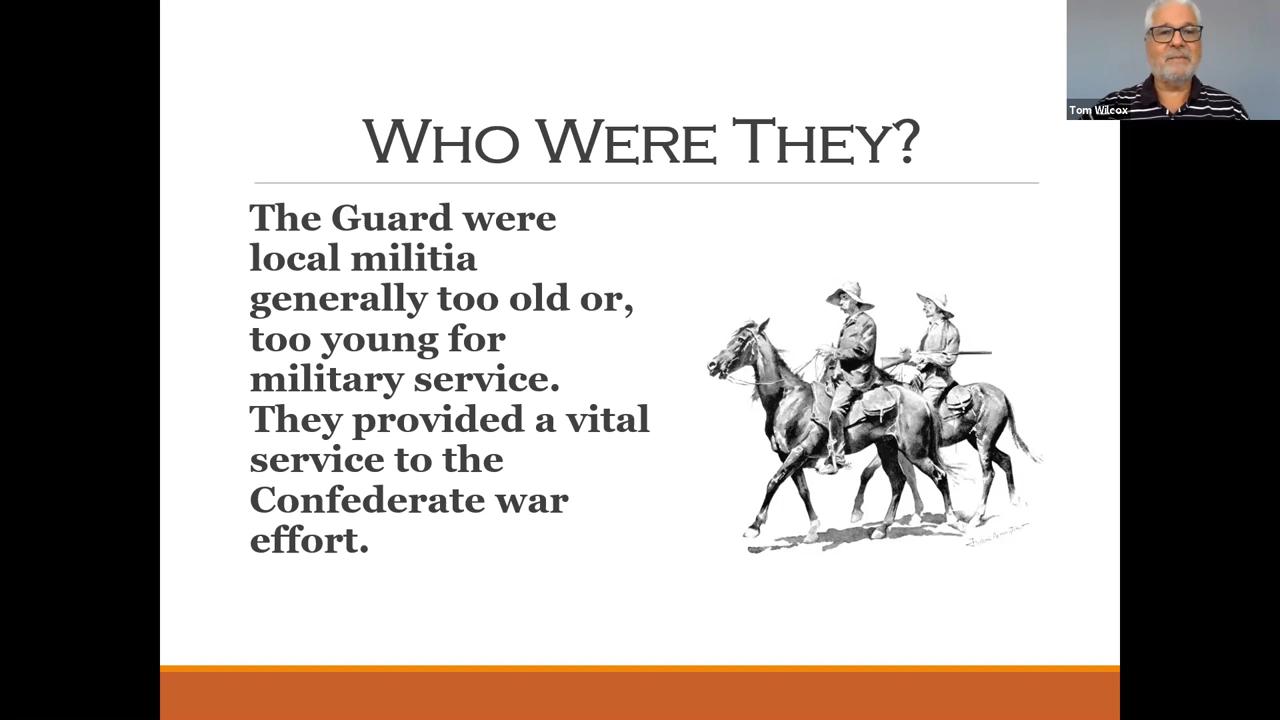 Tom Wilcox
WHO WERE THEY?
The Guard were
local militia
generally too old or,
too young for
military service.
They provided a vital
service to the
Confederate war
effort.